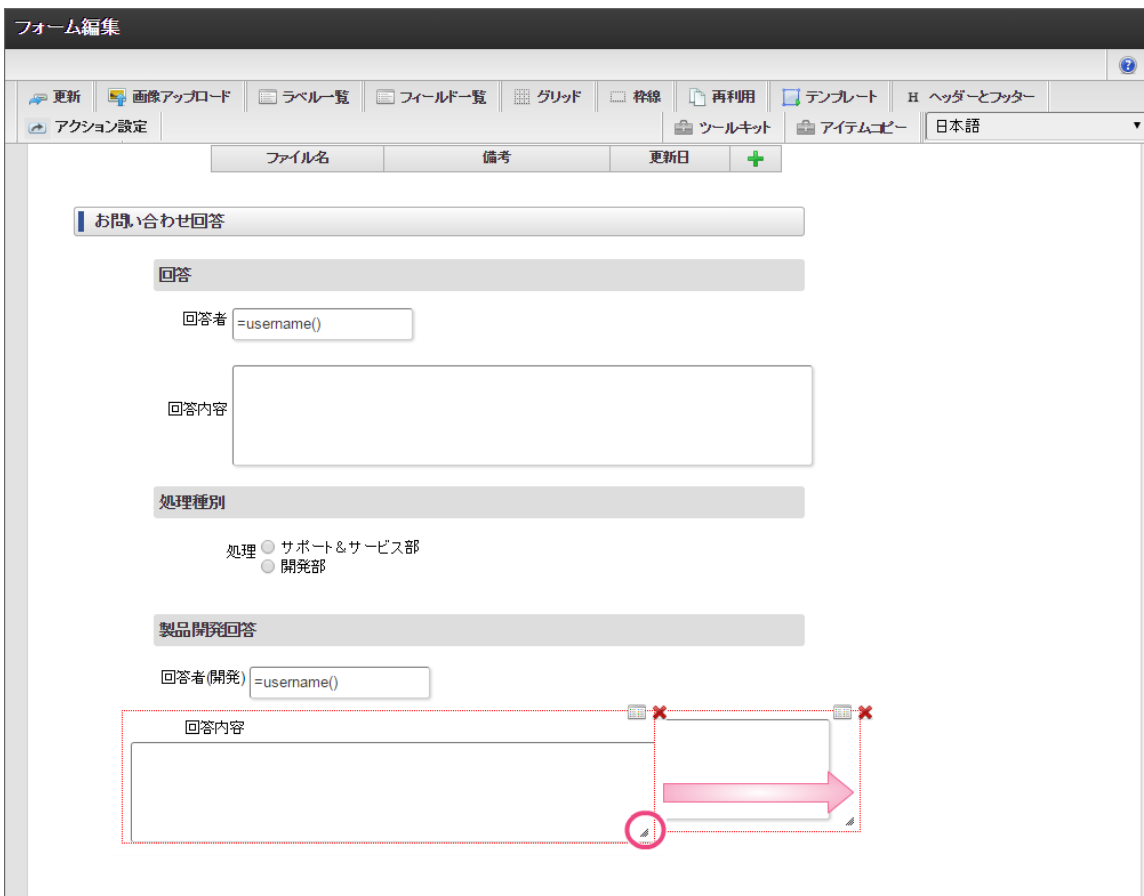 フォーム編集
更新 画像アップロード ラベル一覧 フィールド一覧 グリッド 枠線 再利用 テンプレート H ヘッダーとフッター
アクション設定 ツールキット アイテムコピー 日本語
ファイル名 備考 更新日
お問い合わせ回答
回答
回答者 =username()
回答内容
処理種別
処理 サポート&サービス部
開発部
製品開発回答
回答者(開発) =username()
回答内容